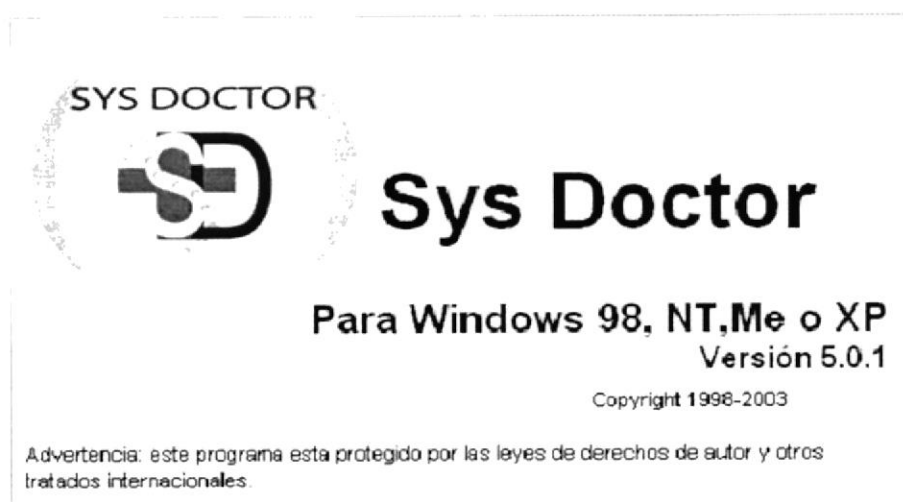 SYS DOCTOR
SD
Sys Doctor
Para Windows 98, NT,Me o XP
Versión 5.0.1
Copyright 1998-2003
Advertencia: este programa esta protegido por las leyes de derechos de autor y otros
tratados internacionales.